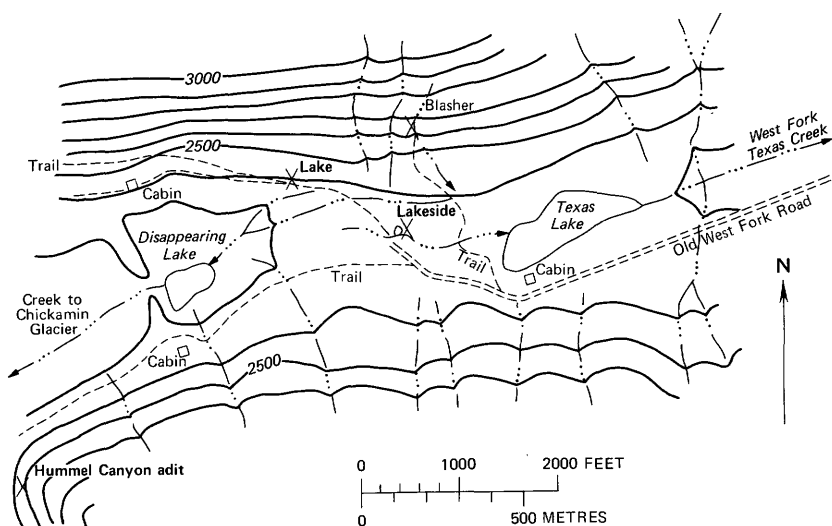 3000
2500
Blasher
Trail
Cabin
Lake
Lakeside
West Fork
Texas Creek
Disappearing
Lake
Texas
Lake
Old West Fork Road
Cabin
Trail
Trail
N
Creek to
Chickamin
Glacier
Cabin
2500
Hummel Canyon adit
0 1000 2000 FEET
0 500 METRES